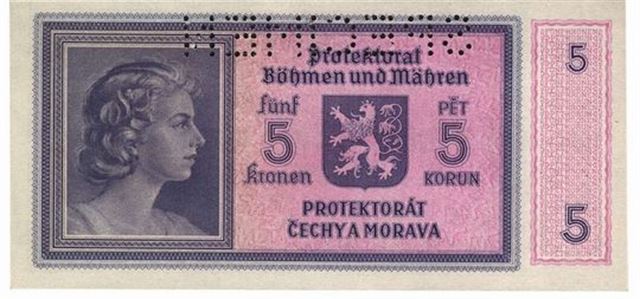 Protektorat
Böhmen und Mähren
fünf
PĚT
5
5
5
kronen
KORUN
PROTEKTORÁT
ČECHY A MORAVA
5